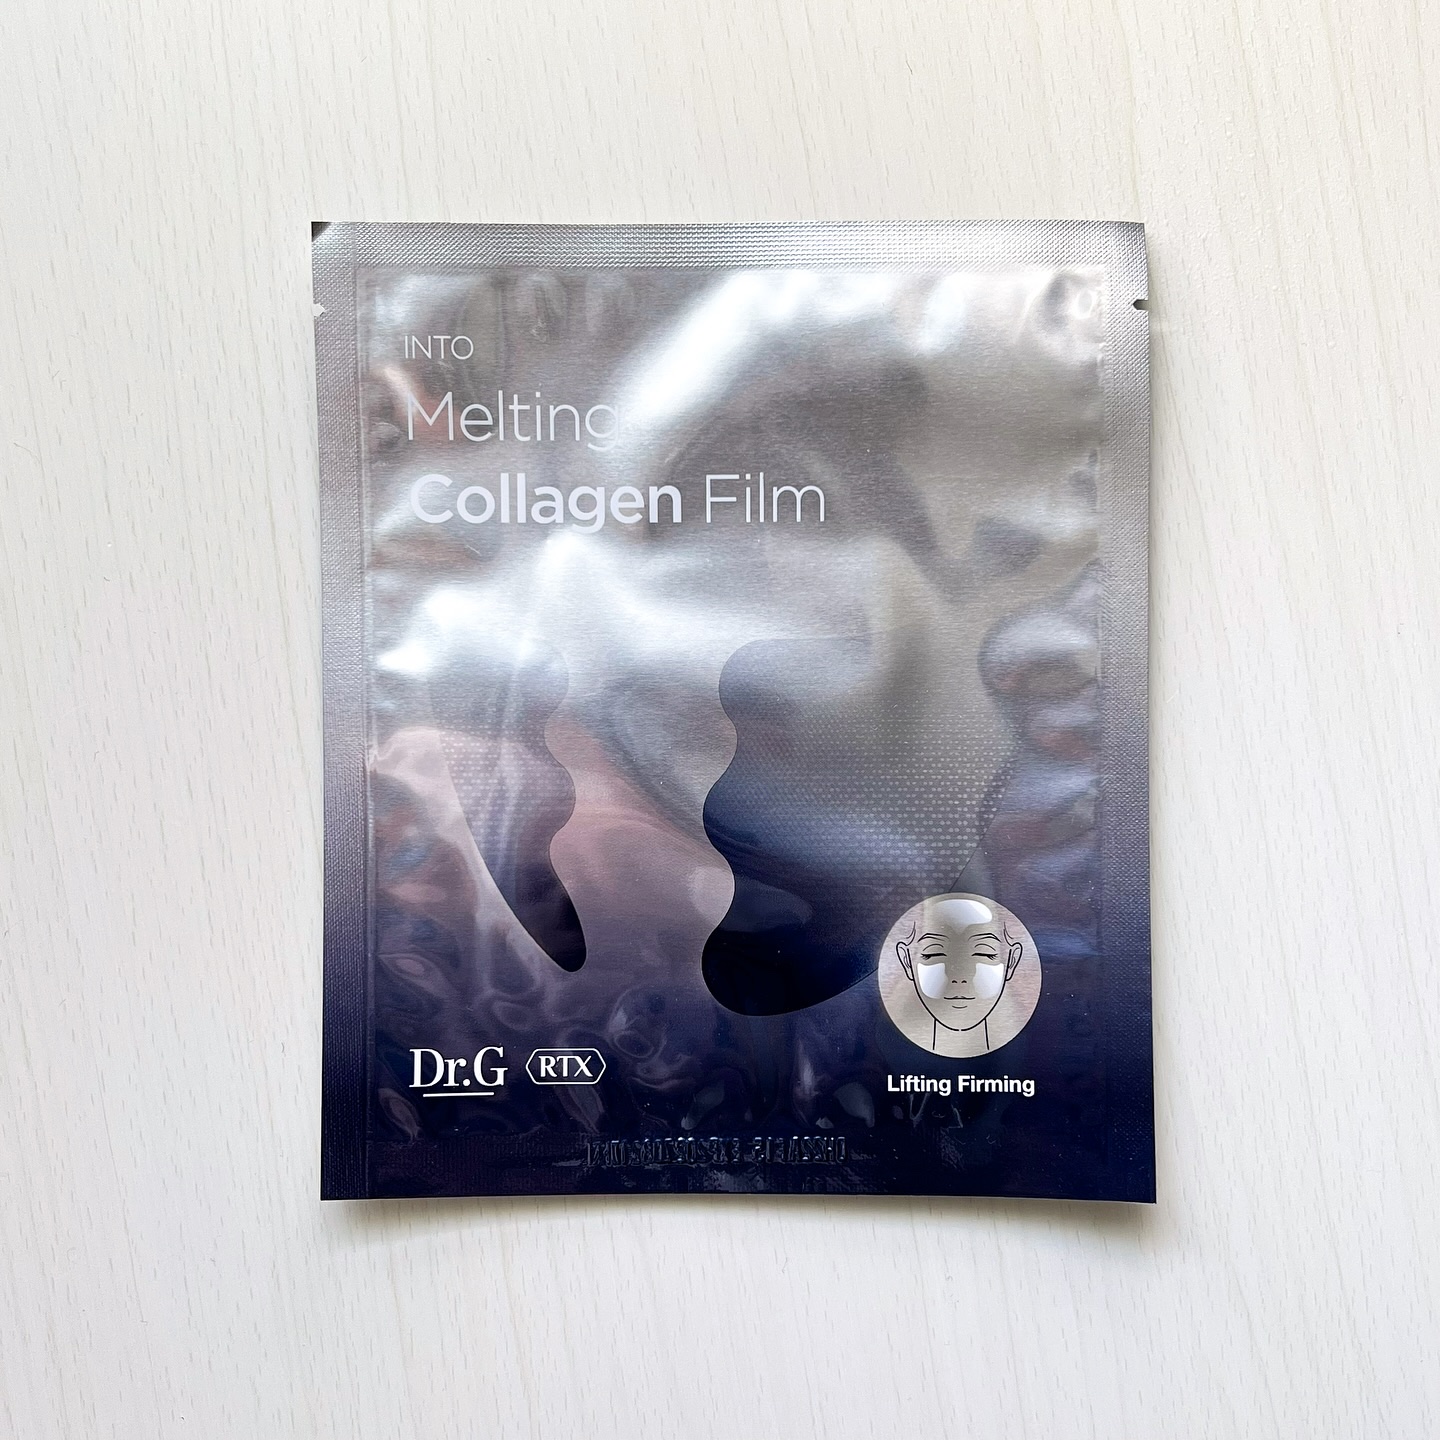 INTO
Melting
Collagen Film
Dr.G RTX
Lifting Firming